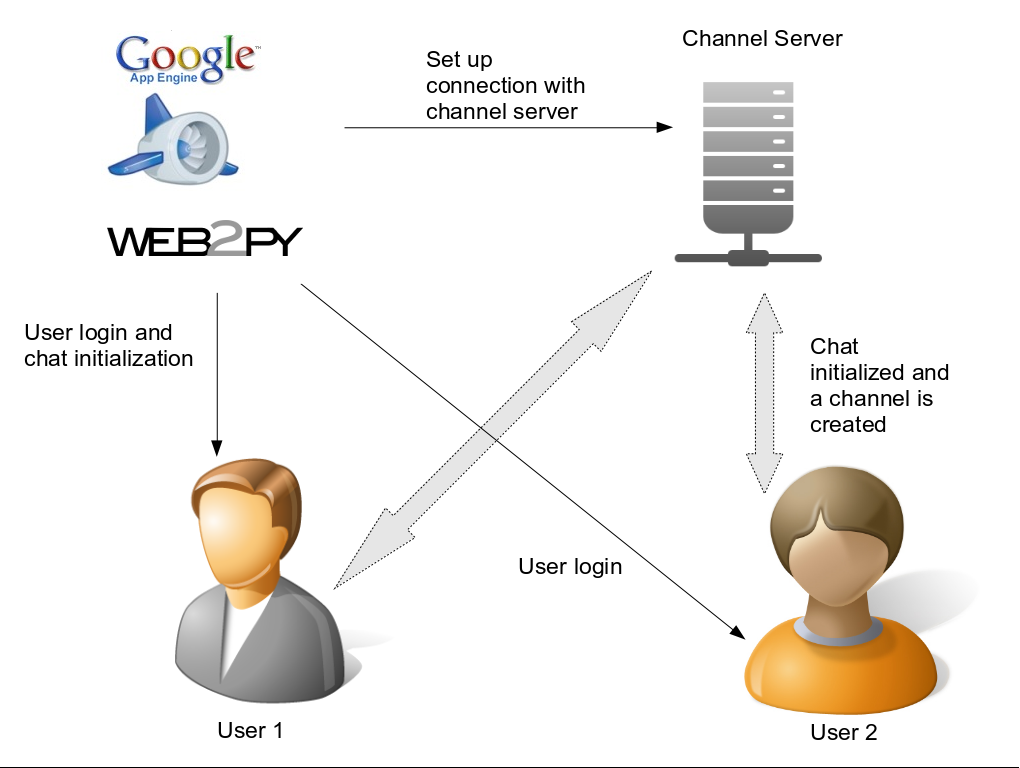 Google™
App Engine
WEB2PY
Set up
connection with
channel server
Channel Server
User login and
chat initialization
Chat
initialized and
a channel is
created
User login
User 1
User 2